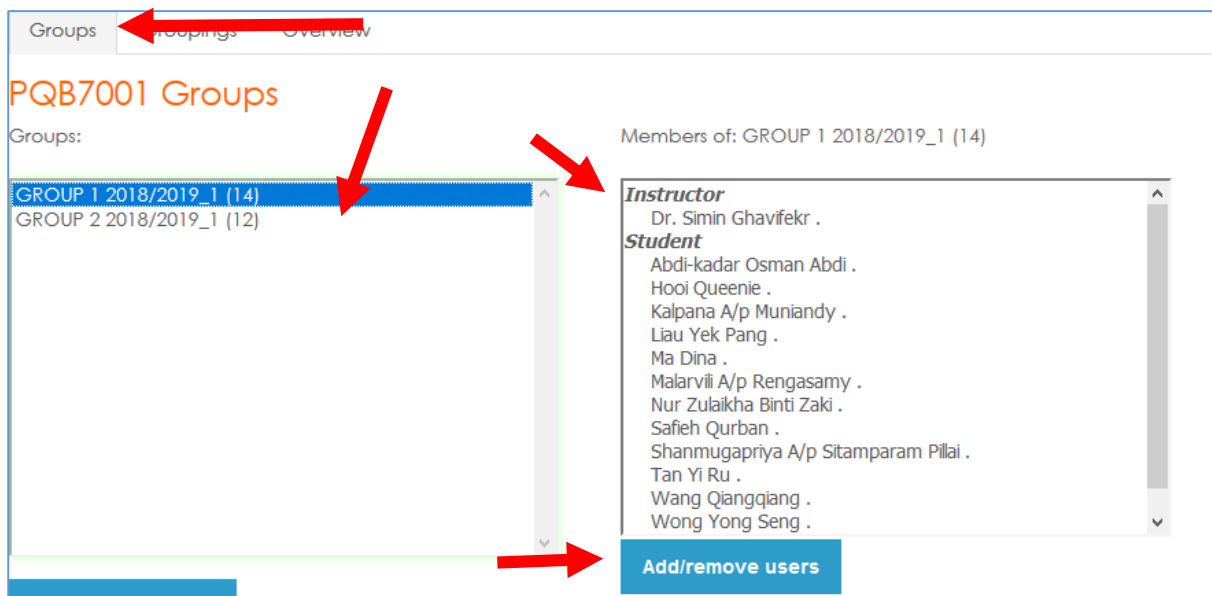 Groups Groupings Overview
PQB7001 Groups
Groups:
GROUP 1 2018/2019_1 (14)
GROUP 2 2018/2019_1 (12)
Members of: GROUP 1 2018/2019_1 (14)
Instructor
Dr. Simin Ghavifekr .
Student
Abdi-kadar Osman Abdi .
Hooi Queenie .
Kalpana A/p Muniandy .
Liau Yek Pang .
Ma Dina .
Malarvili A/p Rengasamy .
Nur Zulaikha Binti Zaki .
Safieh Qurban .
Shanmugapriya A/p Sitamparam Pillai .
Tan Yi Ru .
Wang Qiangqiang .
Wong Yong Seng .
Add/remove users